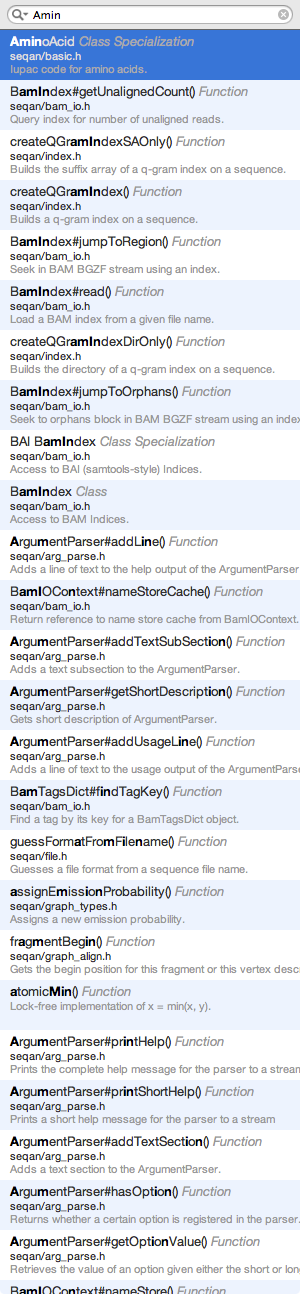 Amin
AminoAcid Class Specialization
seqan/basic.h
Iupac code for amino acids.
BamIndex#getUnalignedCount() Function
seqan/bam_io.h
Query index for number of unaligned reads.
createQGramIndexSAOnly() Function
seqan/index.h
Builds the suffix array of a q-gram index on a sequence.
createQGramIndex() Function
seqan/index.h
Builds a q-gram index on a sequence.
BamIndex#jumpToRegion() Function
seqan/bam_io.h
Seek in BAM BGZF stream using an index.
BamIndex#read() Function
seqan/bam_io.h
Load a BAM index from a given file name.
createQGramIndexDirOnly() Function
seqan/index.h
Builds the directory of a q-gram index on a sequence.
BamIndex#jumpToOrphans() Function
seqan/bam_io.h
Seek to orphans block in BAM BGZF stream using an index
BAI BamIndex Class Specialization
seqan/bam_io.h
Access to BAI (samtools-style) Indices.
BamIndex Class
seqan/bam_io.h
Access to BAM Indices.
ArgumentParser#addLine() Function
seqan/arg_parse.h
Adds a line of text to the help output of the ArgumentParser
BamIOContext#nameStoreCache() Function
seqan/bam_io.h
Return reference to name store cache from BamIOContext.
ArgumentParser#addTextSubSection() Function
seqan/arg_parse.h
Adds a text subsection to the ArgumentParser.
ArgumentParser#getShortDescription() Function
seqan/arg_parse.h
Gets short description of ArgumentParser.
ArgumentParser#addUsageLine() Function
seqan/arg_parse.h
Adds a line of text to the usage output of the ArgumentParse
BamTagsDict#findTagKey() Function
seqan/bam_io.h
Find a tag by its key for a BamTagsDict object.
guessFormatFromFilename() Function
seqan/file.h
Guesses a file format from a sequence file name.
assignEmissionProbability() Function
seqan/graph_types.h
Assigns a new emission probability.
fragmentBegin() Function
seqan/graph_align.h
Gets the begin position for this fragment or this vertex desc
atomicMin() Function
Lock-free implementation of x = min(x, y).
ArgumentParser#printHelp() Function
seqan/arg_parse.h
Prints the complete help message for the parser to a stream
ArgumentParser#printShortHelp() Function
seqan/arg_parse.h
Prints a short help message for the parser to a stream
ArgumentParser#addTextSection() Function
seqan/arg_parse.h
Adds a text section to the ArgumentParser.
ArgumentParser#hasOption() Function
seqan/arg_parse.h
Returns whether a certain option is registered in the parser.
ArgumentParser#getOptionValue() Function
seqan/arg_parse.h
Retrieves the value of an option given either the short or long
BamIOContext#nameStore() Function